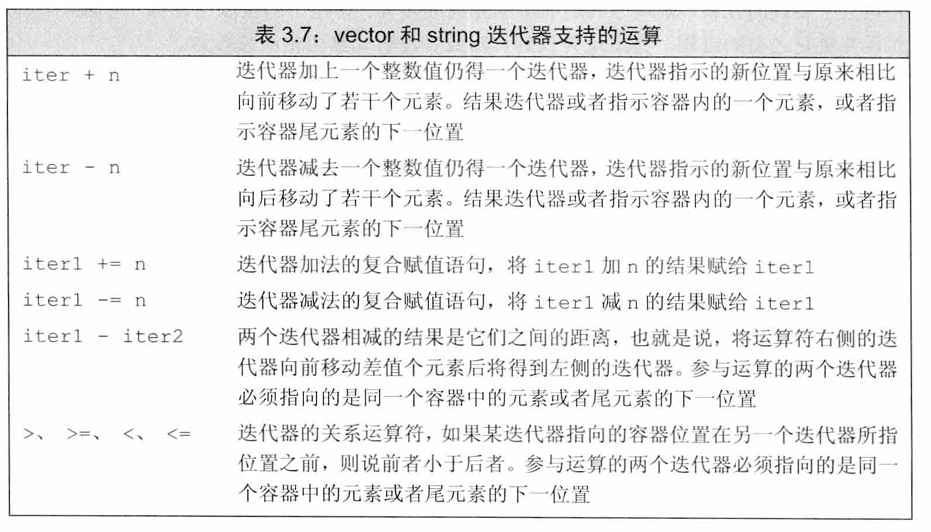 表 3.7：vector 和 string 迭代器支持的运算
iter + n 迭代器加上一个整数值仍得一个迭代器，迭代器指示的新位置与原来相比
向前移动了若干个元素。结果迭代器或者指示容器内的一个元素，或者指
示容器尾元素的下一位置
iter - n 迭代器减去一个整数值仍得一个迭代器，迭代器指示的新位置与原来相比
向后移动了若干个元素。结果迭代器或者指示容器内的一个元素，或者指
示容器尾元素的下一位置
iter1 += n 迭代器加法的复合赋值语句，将 iter1 加 n 的结果赋给 iter1
iter1 -= n 迭代器减法的复合赋值语句，将 iter1 减 n 的结果赋给 iter1
iter1 - iter2 两个迭代器相减的结果是它们之间的距离，也就是说，将运算符右侧的迭
代器向前移动差值个元素后将得到左侧的迭代器。参与运算的两个迭代器
必须指向的是同一个容器中的元素或者尾元素的下一位置
>、 >=、 <、 <= 迭代器的关系运算符，如果某迭代器指向的容器位置在另一个迭代器所指
位置之前，则说前者小于后者。参与运算的两个迭代器必须指向的是同一
个容器中的元素或者尾元素的下一位置